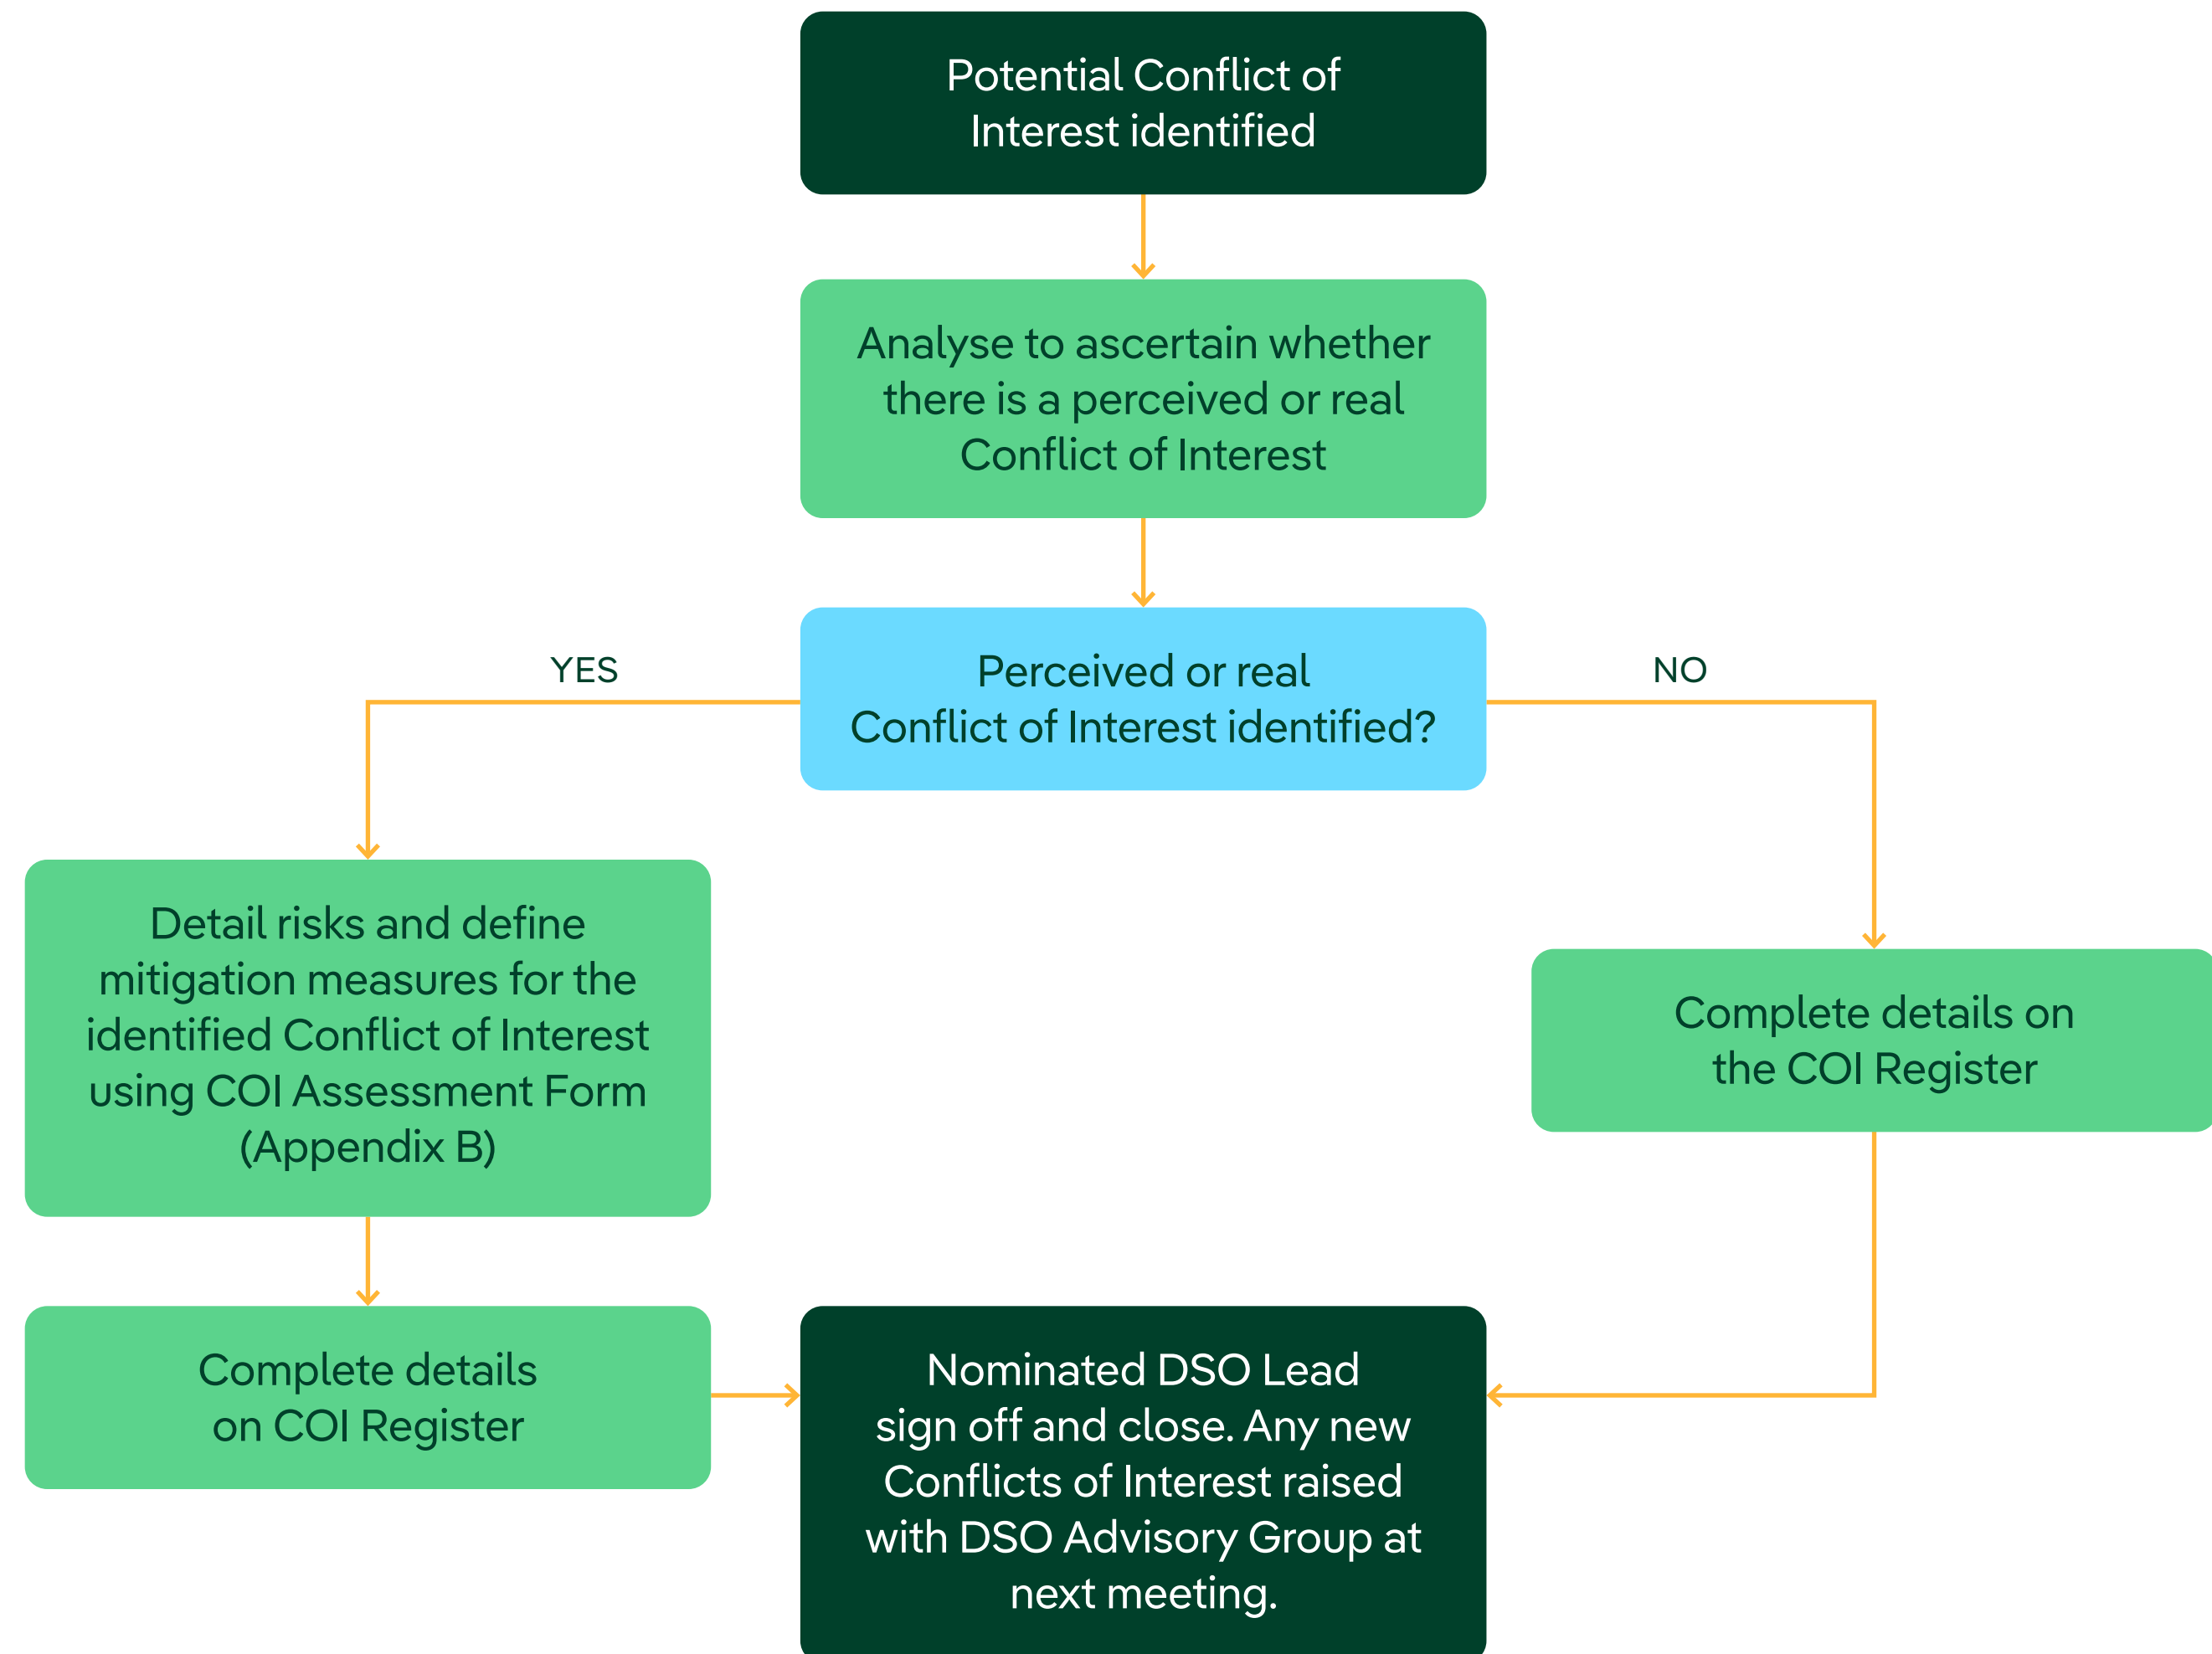 Potential Conflict of
Interest identified
Analyse to ascertain whether
there is a perceived or real
Conflict of Interest
Perceived or real
Conflict of Interest identified?
YES
NO
Detail risks and define
mitigation measures for the
identified Conflict of Interest
using COI Assessment Form
(Appendix B)
Complete details on
the COI Register
Complete details
on COI Register
Nominated DSO Lead
sign off and close. Any new
Conflicts of Interest raised
with DSO Advisory Group at
next meeting.